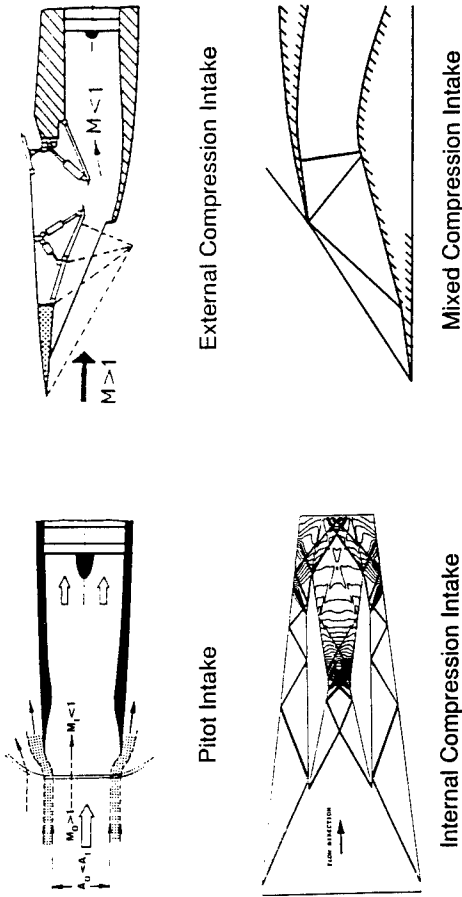 A₀<A₁
M₀>1
M₁<1
Pitot Intake
M>1
M<1
External Compression Intake
FLOW DIRECTION
Internal Compression Intake
Mixed Compression Intake